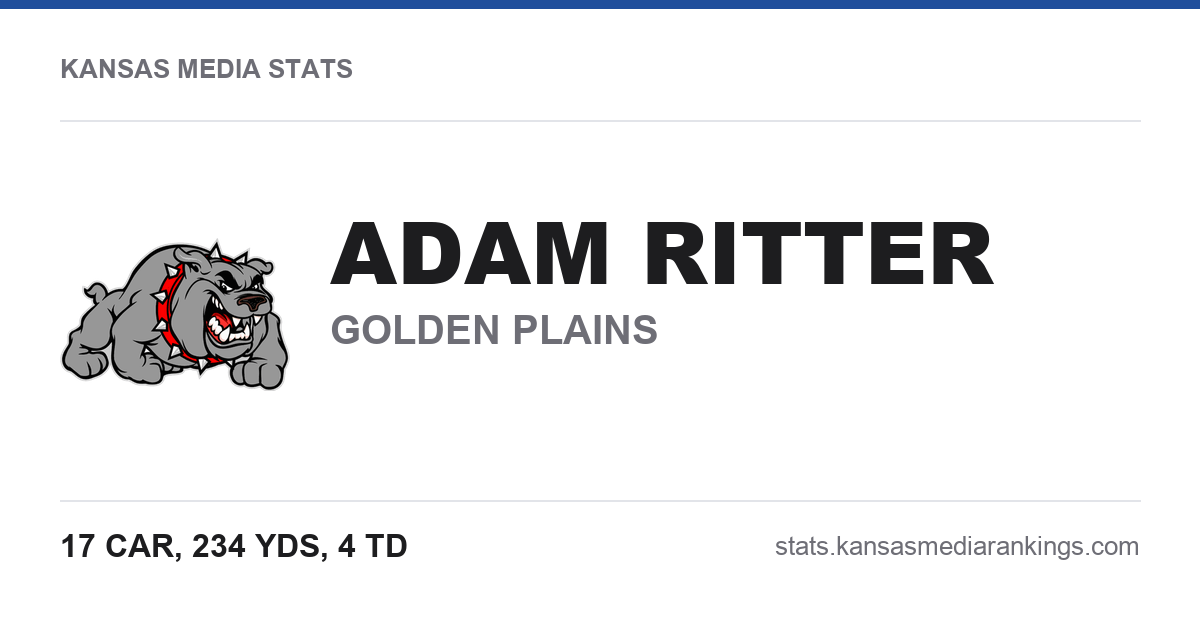 KANSAS MEDIA STATS
ADAM RITTER
GOLDEN PLAINS
17 CAR, 234 YDS, 4 TD
stats.kansasmediarankings.com